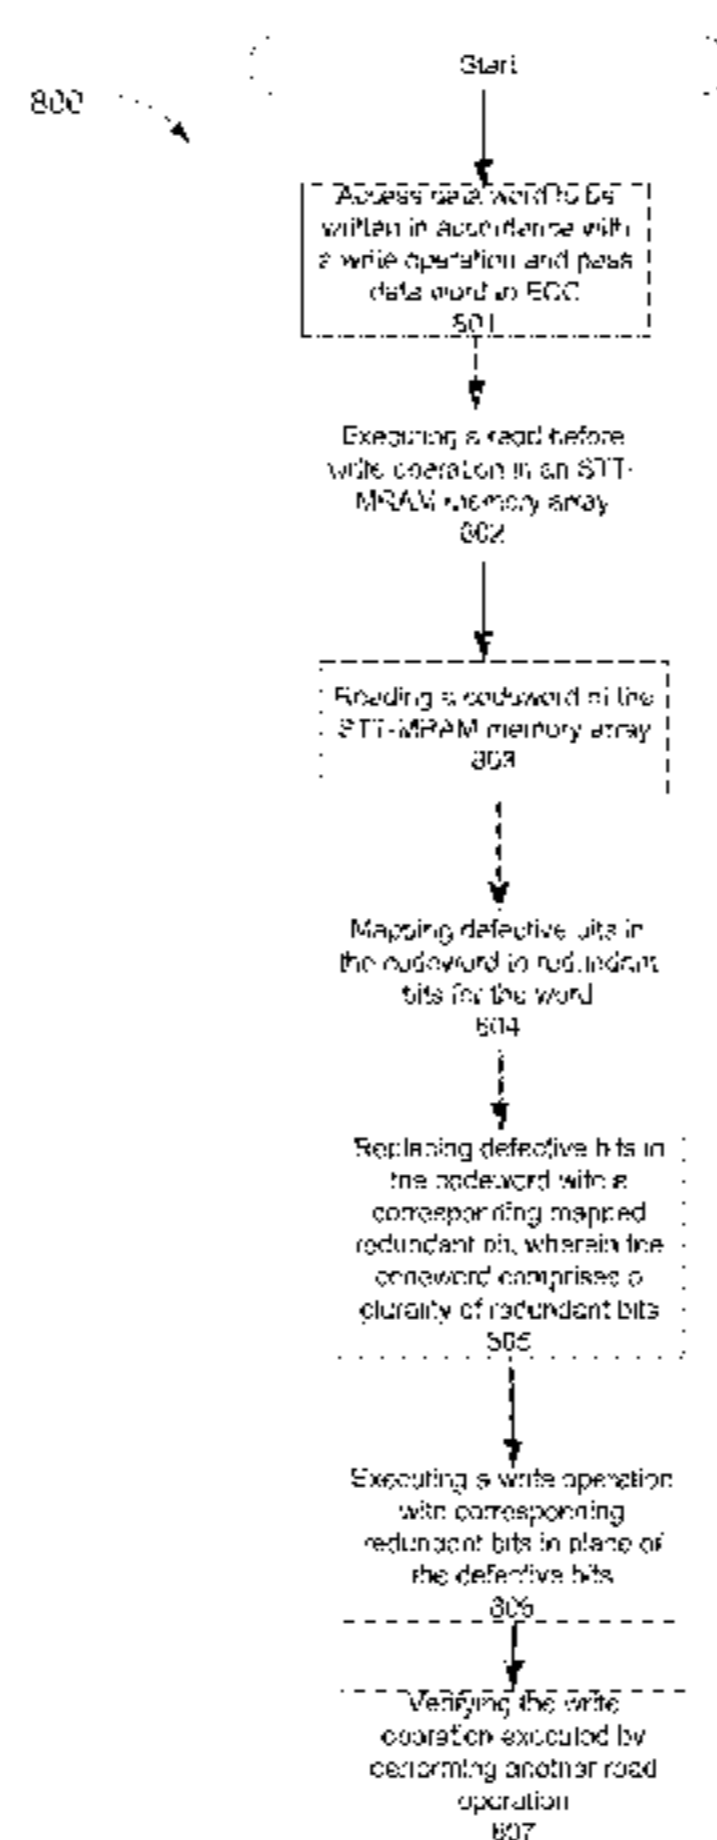 Start
800
Access data word to be
written in accordance with
a write operation and pass
data word to ECC
801
Executing a read before
write operation in an STT-
MRAM memory array
802
Reading a codeword in the
STT-MRAM memory array
803
Mapping defective bits in
the codeword to redundant
bits for the word
804
Replacing defective bits in
the codeword with a
corresponding mapped
redundant bit, wherein the
codeword comprises a
plurality of redundant bits
805
Executing a write operation
with corresponding
redundant bits in place of
the defective bits
806
Verifying the write
operation executed by
performing another read
operation
807